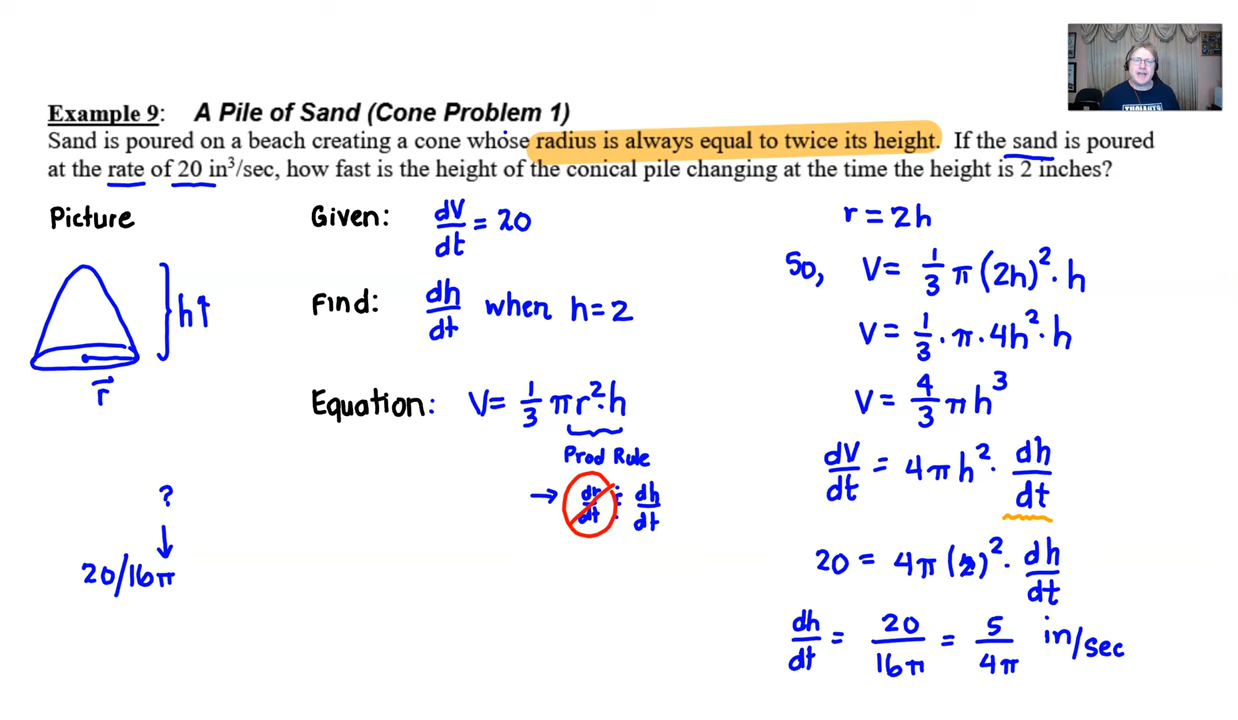 Example 9: A Pile of Sand (Cone Problem 1)
Sand is poured on a beach creating a cone whose radius is always equal to twice its height. If the sand is poured
at the rate of 20 in³/sec, how fast is the height of the conical pile changing at the time the height is 2 inches?
Picture
h↑
r
?
↓
20/16π
Given: dV/dt = 20
Find: dh/dt when h=2
Equation: V= 1/3 πr²·h
Prod Rule
→ dr/dt dh/dt
r = 2h
So, V= 1/3 π(2h)²·h
V= 1/3·π·4h²·h
V= 4/3 πh³
dV/dt = 4πh²·dh/dt
20 = 4π(2)²·dh/dt
dh/dt = 20/16π = 5/4π in/sec